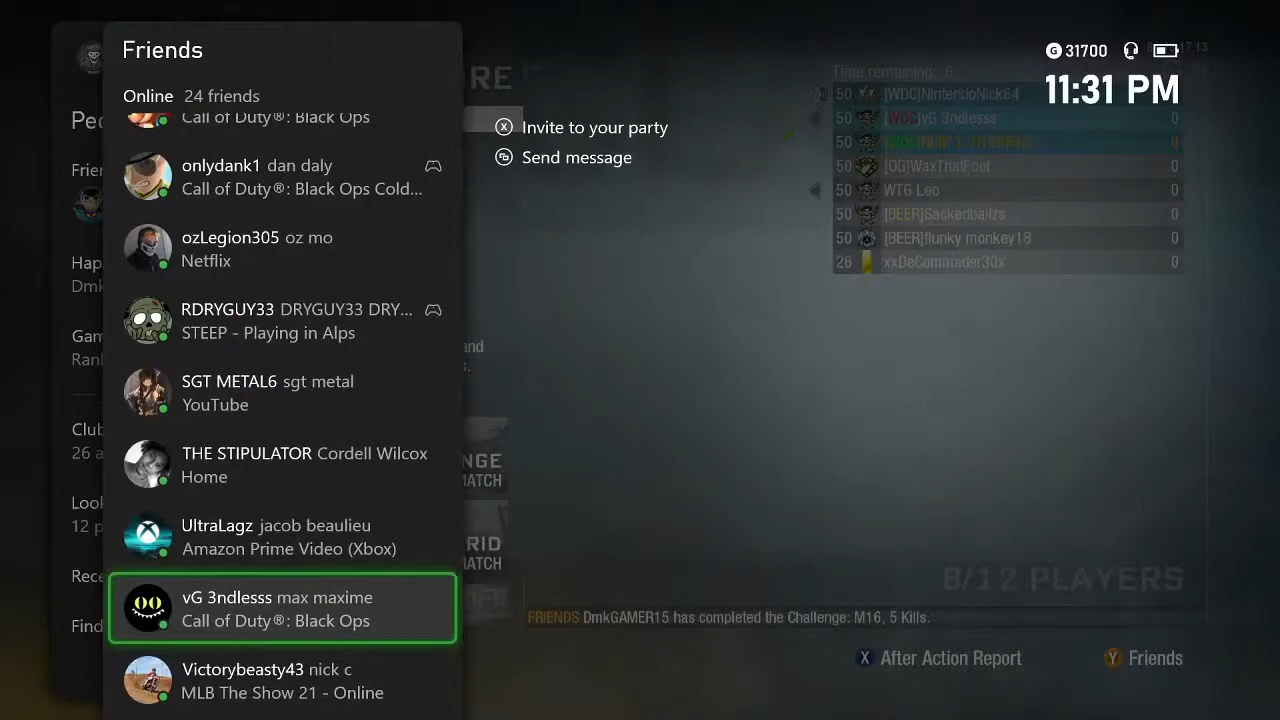 Friends
Online 24 friends
Call of Duty®: Black Ops
onlydank1 dan daly
Call of Duty®: Black Ops Cold...
ozLegion305 oz mo
Netflix
RDRYGUY33 DRYGUY33 DRY...
STEEP - Playing in Alps
SGT METAL6 sgt metal
YouTube
THE STIPULATOR Cordell Wilcox
Home
UltraLagz jacob beaulieu
Amazon Prime Video (Xbox)
vG 3ndlesss max maxime
Call of Duty®: Black Ops
Victorybeasty43 nick c
MLB The Show 21 - Online
Invite to your party
Send message
G 31700
11:31 PM
Time remaining:
50 [WDC]NintendoNick64
50 [WDC]vG 3ndlesss 0
50 0
50 [OG]WaxThatFool 0
50 WTG Leo 0
50 [BEER]Sackedballzs 0
50 [BEER]flunky monkey18 0
26 xxDeCommader30x 0
8/12 PLAYERS
FRIENDS DmkGAMER15 has completed the Challenge: M16, 5 Kills.
X After Action Report
Y Friends